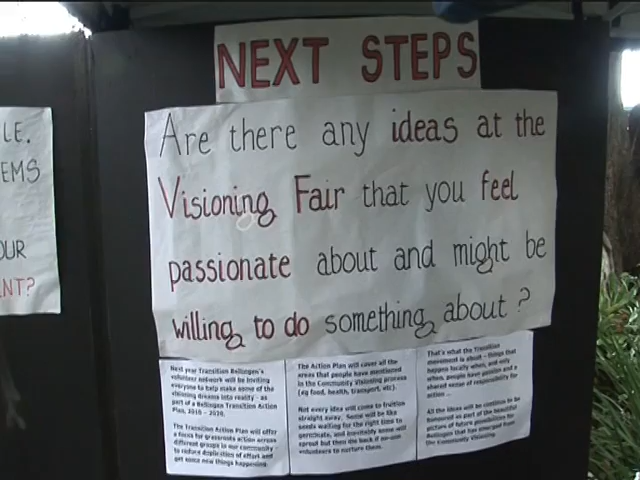 LE.
EMS
OUR
NT?
NEXT STEPS
Are there any ideas at the
Visioning Fair that you feel
passionate about and might be
willing to do something about?
Next year Transition Bellingen's
volunteer network will be inviting
everyone to help make some of the
visioning dreams into reality - as
part of a Bellingen Transition Action
Plan, 2010 - 2020.
The Transition Action Plan will offer
a focus for grassroots action across
different groups in our community
to reduce duplication of effort and
get some new things happening
The Action Plan will cover all the
areas that people have mentioned
in the Community Visioning process
(eg food, health, transport, etc).
Not every idea will come to fruition
straight away. Some will be like
seeds waiting for the right time to
germinate, and inevitably some will
sprout but then die back if no-one
volunteers to nurture them.
That's what the Transition
movement is about - things that
happen locally when, and only
when, people have passion and a
shared sense of responsibility for
action ...
All the ideas will continue to be
honoured as part of the beautiful
picture of future possibilities for
Bellingen that has emerged from
the Community Visioning.